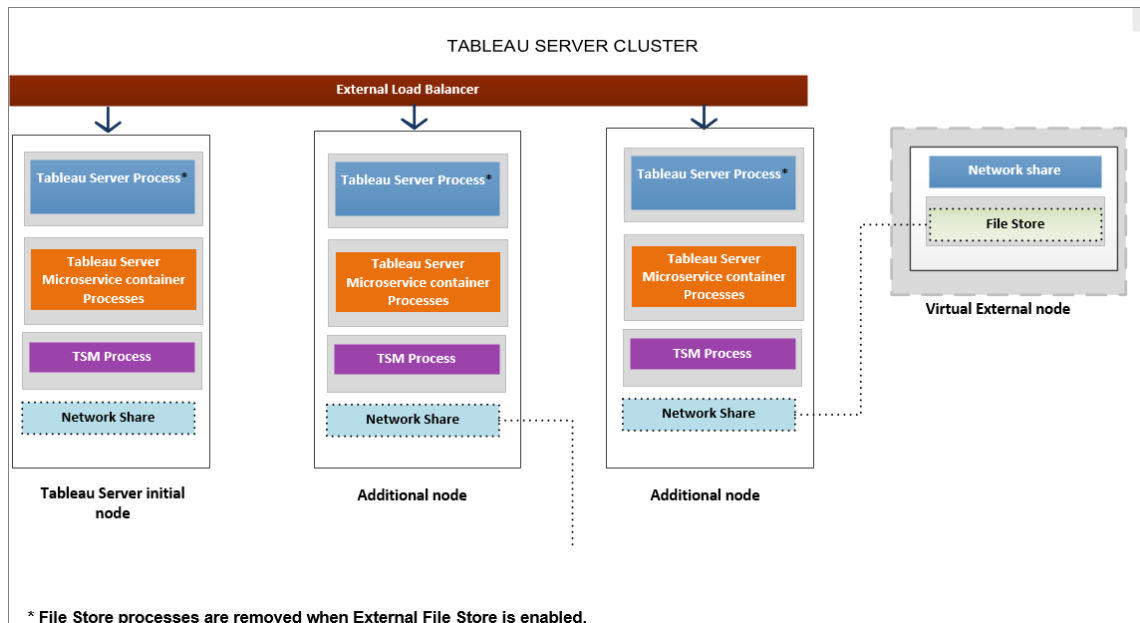 TABLEAU SERVER CLUSTER
External Load Balancer
Tableau Server Process*
Tableau Server
Microservice container
Processes
TSM Process
Network Share
Tableau Server initial
node
Tableau Server Process*
Tableau Server
Microservice container
Processes
TSM Process
Network Share
Additional node
Tableau Server Process*
Tableau Server
Microservice container
Processes
TSM Process
Network Share
Additional node
Network share
File Store
Virtual External node
* File Store processes are removed when External File Store is enabled.